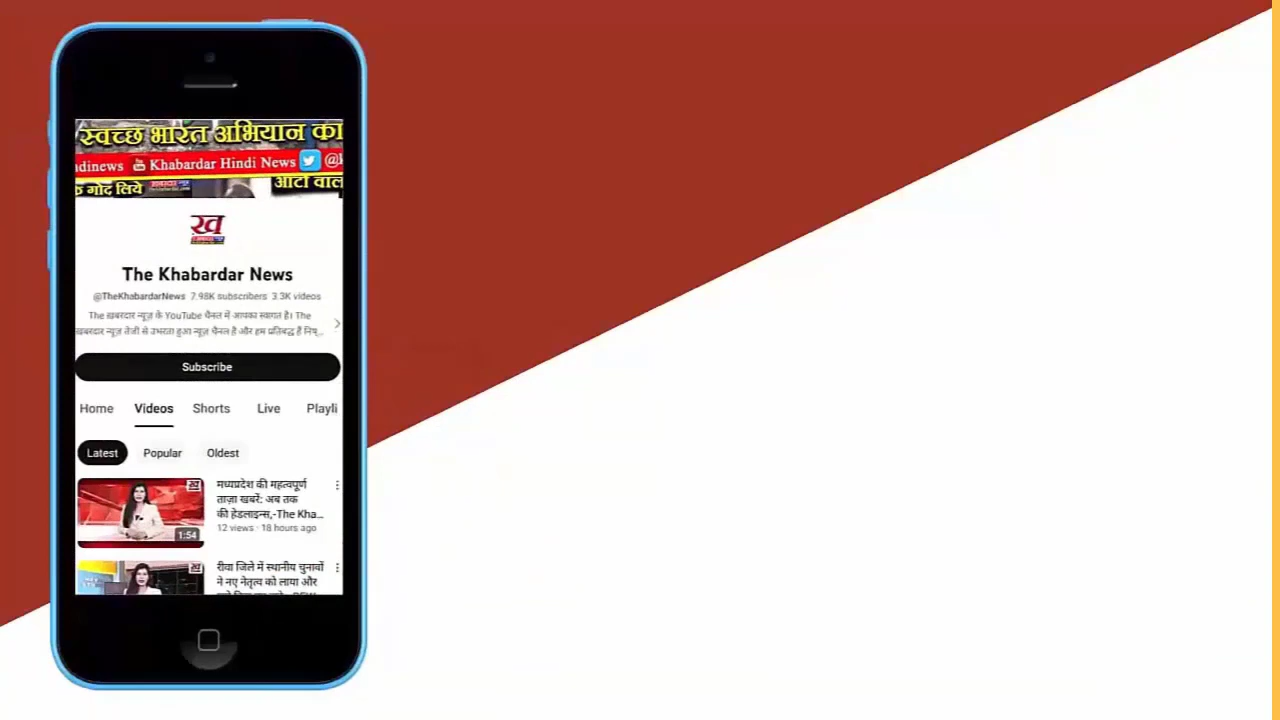 स्वच्छ भारत अभियान का
dinews Khabardar Hindi News @
गोद लिये
आटो वाल
ख
The Khabardar News
@TheKhabardarNews 7.98K subscribers 3.3K videos
The ख़बरदार न्यूज़ के YouTube चैनल में आपका स्वागत है। The
ख़बरदार न्यूज़ तेजी से उभरता हुआ न्यूज़ चैनल है और हम प्रतिबद्ध हैं निष्...
Subscribe
Home Videos Shorts Live Playli
Latest Popular Oldest
मध्यप्रदेश की महत्वपूर्ण
ताज़ा खबरें: अब तक
की हेडलाइन्स,-The Kha...
12 views · 18 hours ago
1:54
रीवा जिले में स्थानीय चुनावों
ने नए नेतृत्व को लाया और